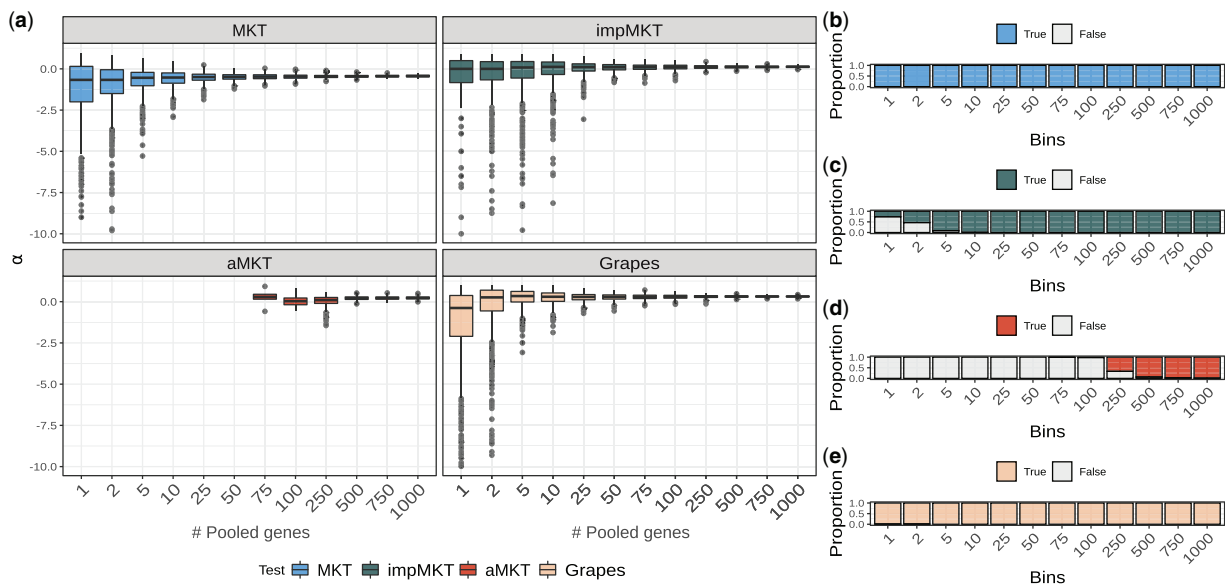 (a)
MKT
impMKT
0.0
-2.5
-5.0
-7.5
-10.0
α
aMKT
Grapes
0.0
-2.5
-5.0
-7.5
-10.0
1 2 5 10 25 50 75 100 250 500 750 1000
1 2 5 10 25 50 75 100 250 500 750 1000
# Pooled genes
# Pooled genes
Test MKT impMKT aMKT Grapes
(b)
True False
Proportion
1.0
0.5
0.0
1 2 5 10 25 50 75 100 250 500 750 1000
Bins
(c)
True False
Proportion
1.0
0.5
0.0
1 2 5 10 25 50 75 100 250 500 750 1000
Bins
(d)
True False
Proportion
1.0
0.5
0.0
1 2 5 10 25 50 75 100 250 500 750 1000
Bins
(e)
True False
Proportion
1.0
0.5
0.0
1 2 5 10 25 50 75 100 250 500 750 1000
Bins